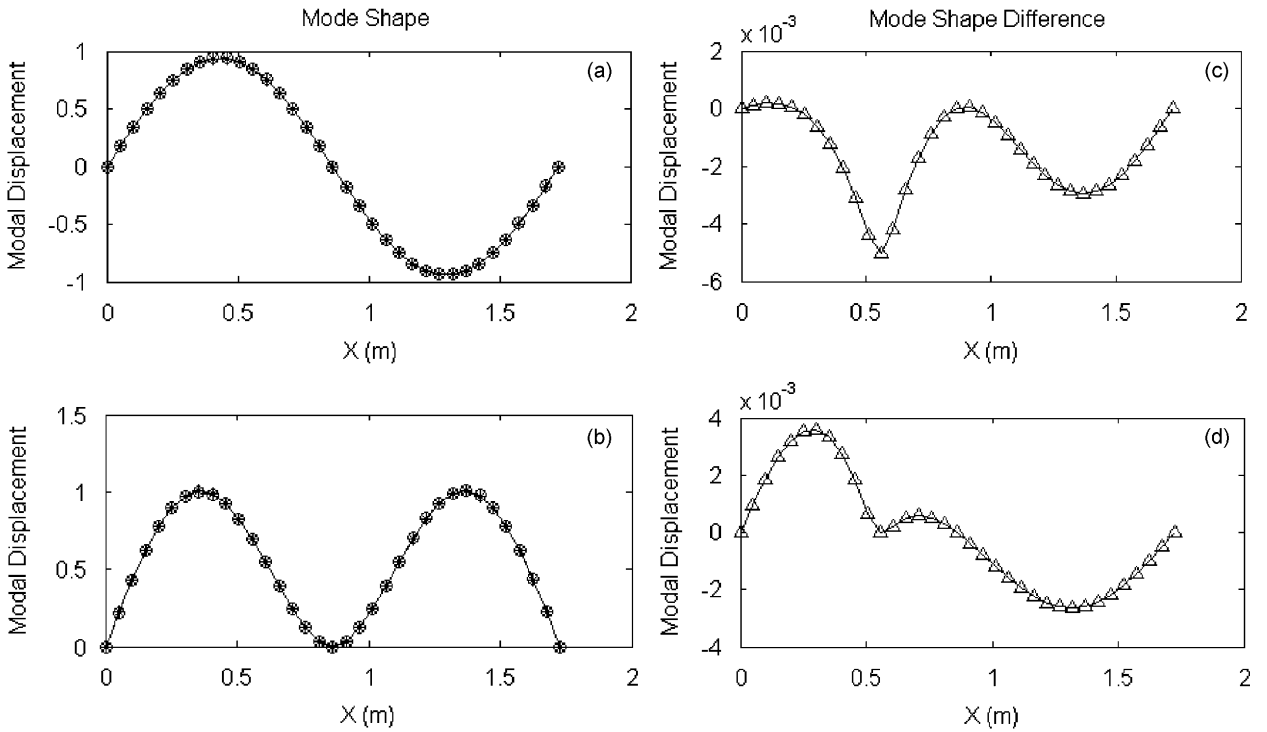 Mode Shape
1
0.5
0
-0.5
-1
0
0.5
1
1.5
2
Modal Displacement
X (m)
(a)
Mode Shape Difference
x 10-3
2
0
-2
-4
-6
0
0.5
1
1.5
2
Modal Displacement
X (m)
(c)
1.5
1
0.5
0
0
0.5
1
1.5
2
Modal Displacement
X (m)
(b)
x 10-3
4
2
0
-2
-4
0
0.5
1
1.5
2
Modal Displacement
X (m)
(d)